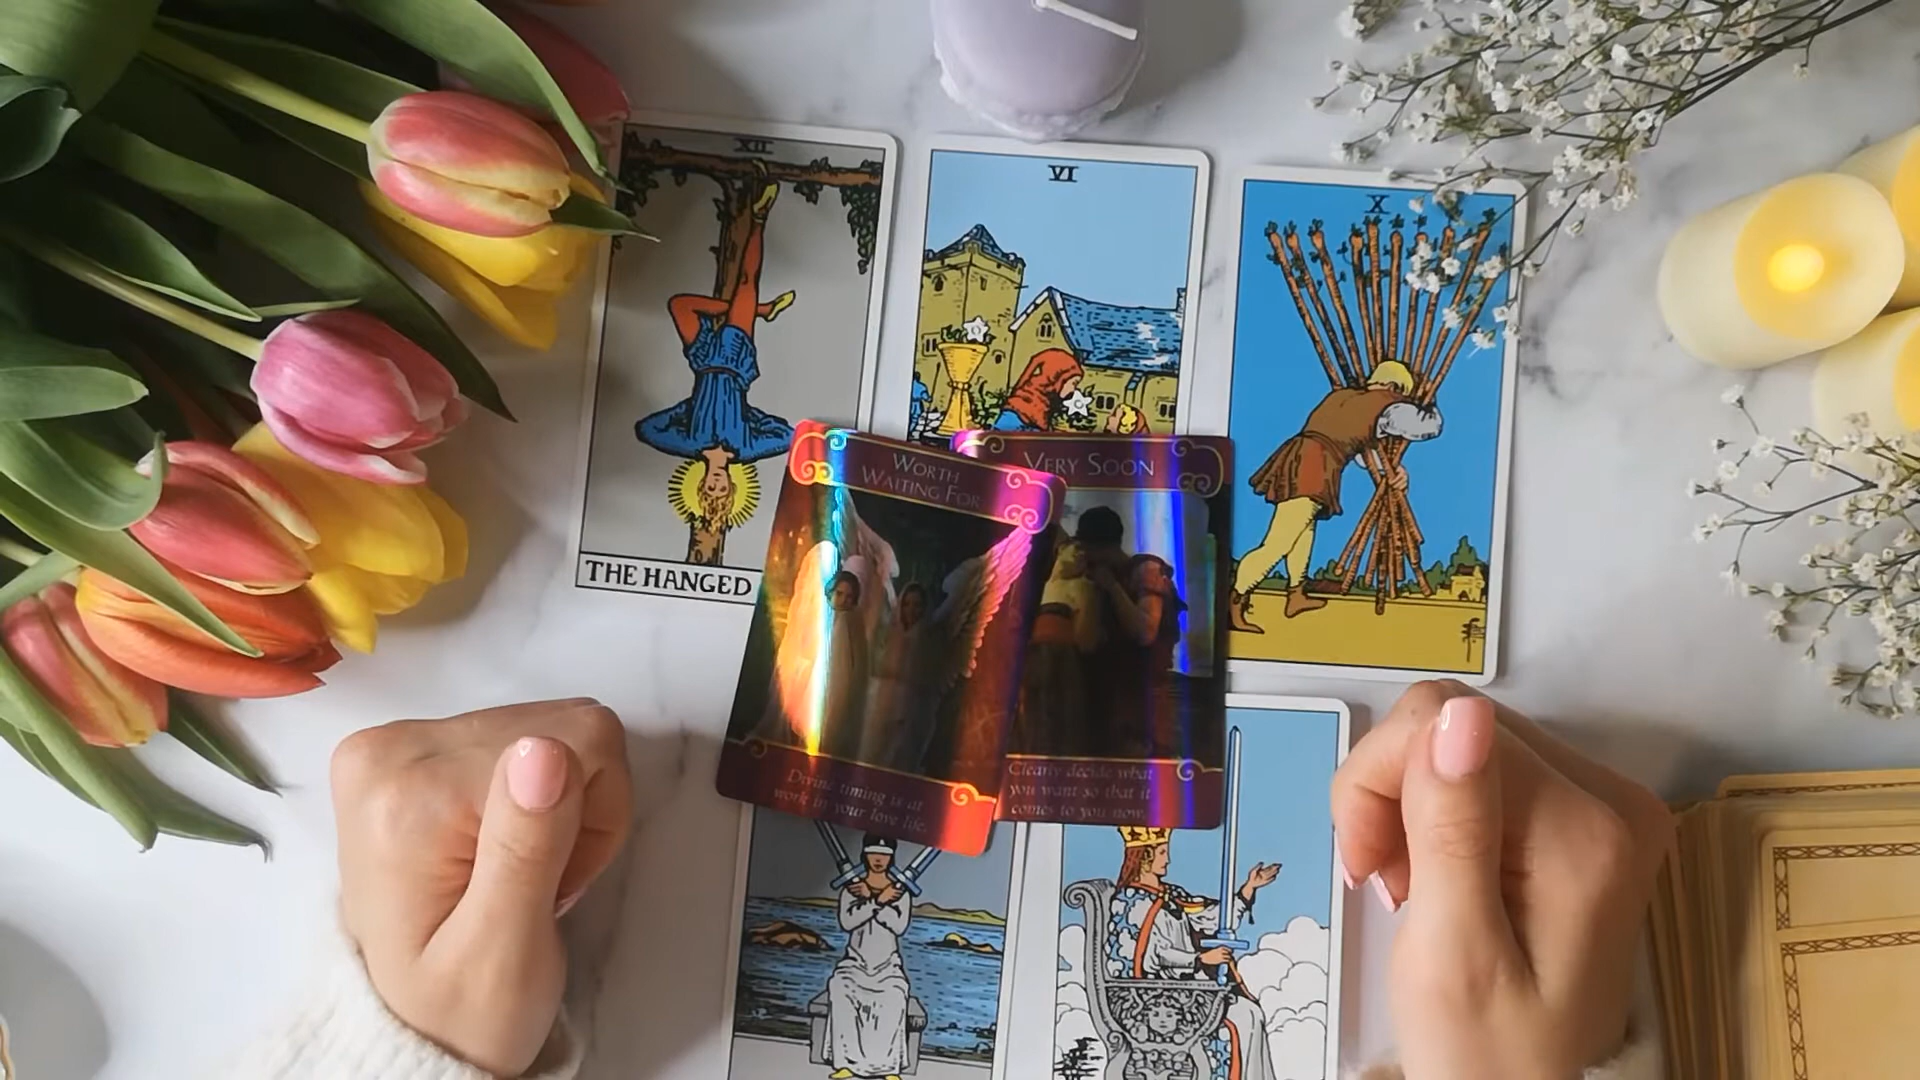 XII
VI
X
THE HANGED
WORTH
WAITING FOR
Divine timing is at
work in your love life.
VERY SOON
Clearly decide what
you want so that it
comes to you now.